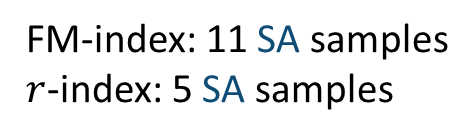 FM-index: 11 SA samples
𝑟-index: 5 SA samples